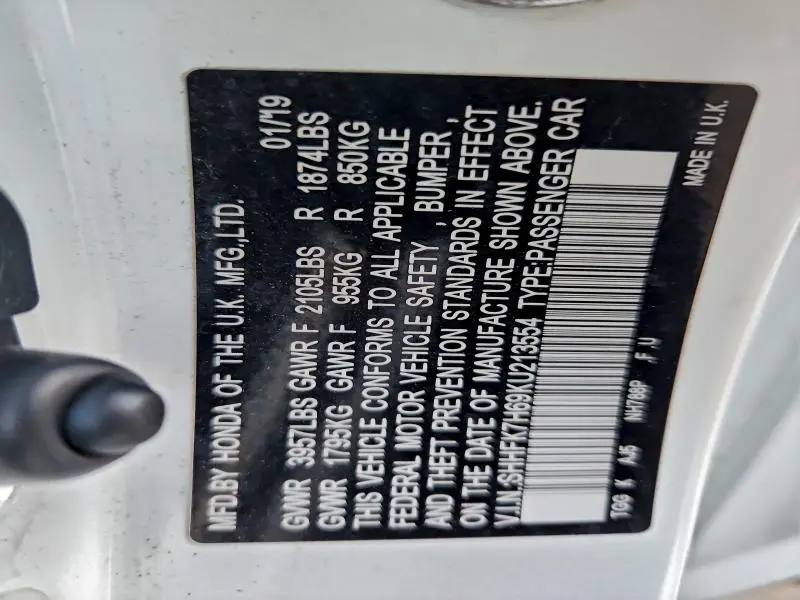 MFD.BY HONDA OF THE U.K. MFG.,LTD. 01/19
GVWR 3957LBS GAWR F 2105LBS R 1874LBS
GVWR 1795KG GAWR F 955KG R 850KG
THIS VEHICLE CONFORMS TO ALL APPLICABLE
FEDERAL MOTOR VEHICLE SAFETY , BUMPER ,
AND THEFT PREVENTION STANDARDS IN EFFECT
ON THE DATE OF MANUFACTURE SHOWN ABOVE.
V.I.N.:SHHFK7H69KU213554 TYPE:PASSENGER CAR
TGG K A45 NH788P ,F U MADE IN U.K.